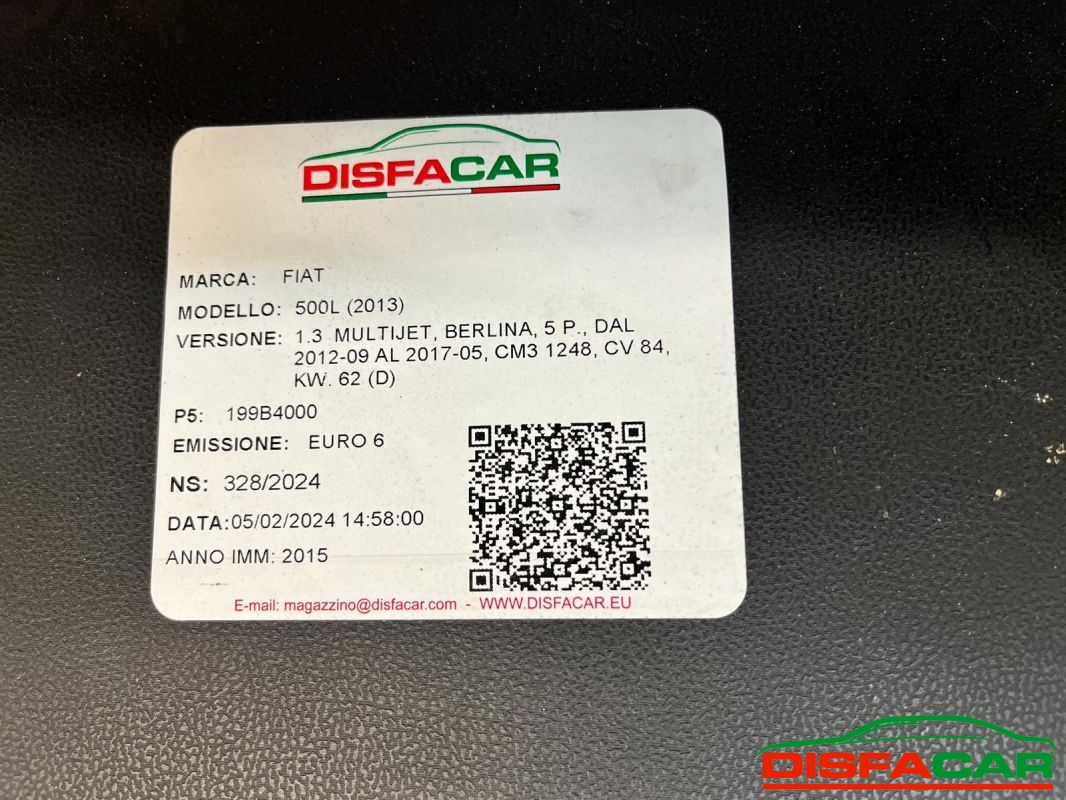 DISFACAR
MARCA: FIAT
MODELLO: 500L (2013)
VERSIONE: 1.3 MULTIJET, BERLINA, 5 P., DAL
2012-09 AL 2017-05, CM3 1248, CV 84,
KW. 62 (D)
P5: 199B4000
EMISSIONE: EURO 6
NS: 328/2024
DATA:05/02/2024 14:58:00
ANNO IMM: 2015
E-mail: magazzino@disfacar.com - WWW.DISFACAR.EU
DISFACAR